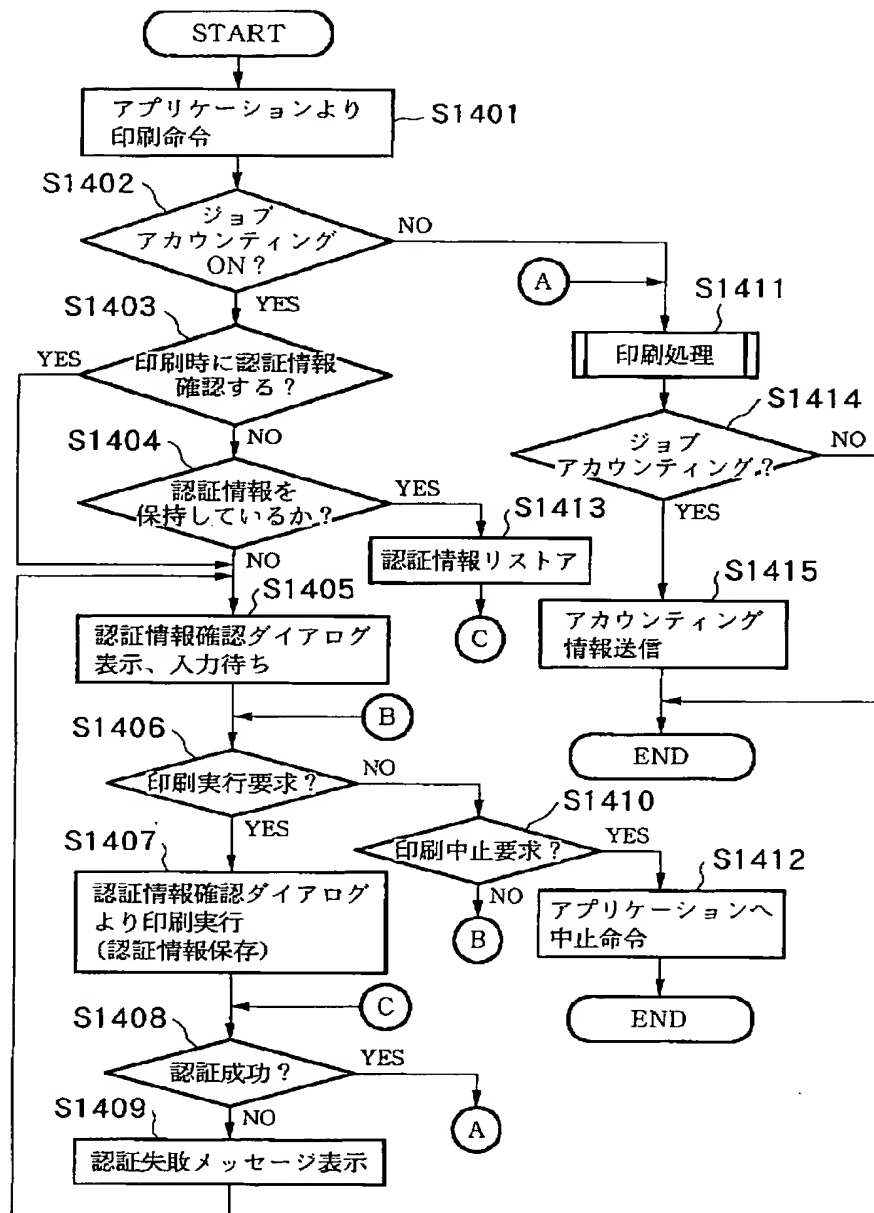 START
アプリケーションより
印刷命令
S1401
S1402
ジョブ
アカウンティング
ON?
NO
YES
S1403
印刷時に認証情報
確認する?
YES
NO
S1404
認証情報を
保持しているか?
YES
NO
S1413
認証情報リストア
C
S1405
認証情報確認ダイアログ
表示、入力待ち
B
S1406
印刷実行要求?
NO
YES
S1410
印刷中止要求?
YES
NO
B
S1412
アプリケーションへ
中止命令
END
S1407
認証情報確認ダイアログ
より印刷実行
(認証情報保存)
C
S1408
認証成功?
YES
NO
A
S1409
認証失敗メッセージ表示
A
S1411
印刷処理
S1414
ジョブ
アカウンティング?
NO
YES
S1415
アカウンティング
情報送信
END